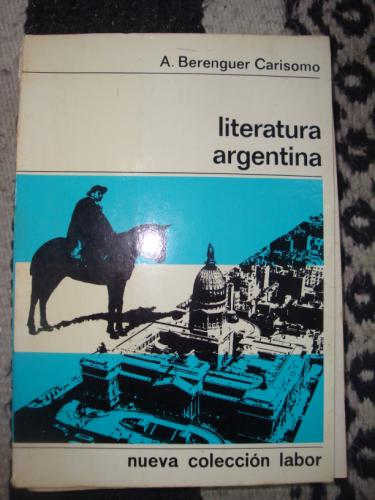 A. Berenguer Carisomo
literatura
argentina
nueva colección labor